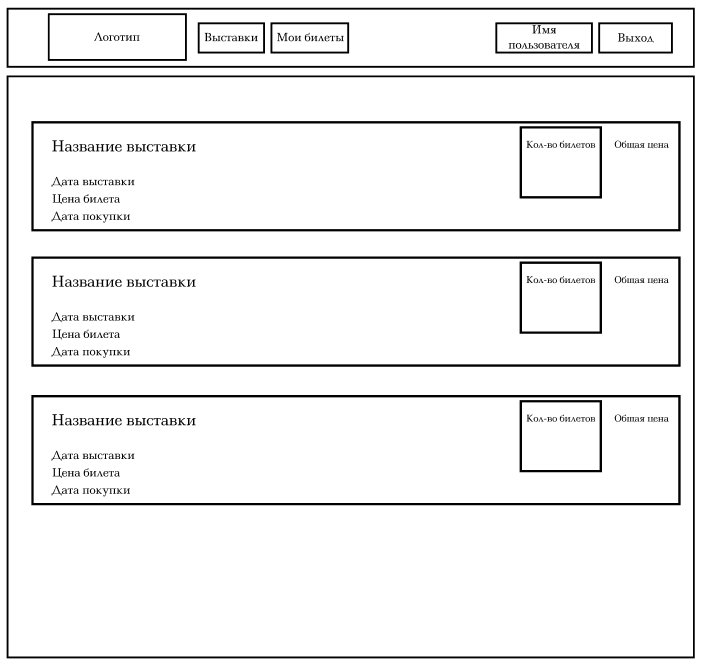 Логотип
Выставки
Мои билеты
Имя
пользователя
Выход
Название выставки
Дата выставки
Цена билета
Дата покупки
Кол-во билетов
Общая цена
Название выставки
Дата выставки
Цена билета
Дата покупки
Кол-во билетов
Общая цена
Название выставки
Дата выставки
Цена билета
Дата покупки
Кол-во билетов
Общая цена